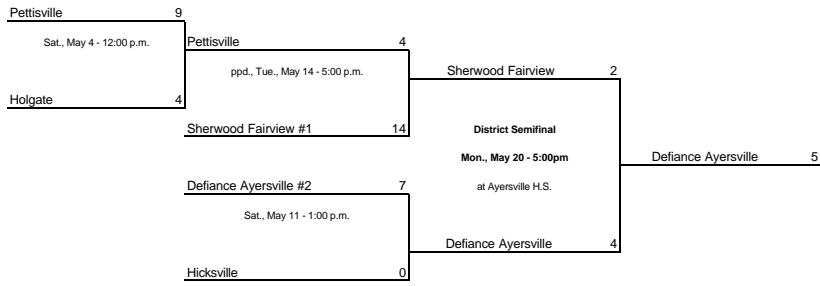 Pettisville 9
Sat., May 4 - 12:00 p.m.
Pettisville 4
ppd., Tue., May 14 - 5:00 p.m.
Sherwood Fairview 2
Holgate 4
Sherwood Fairview #1 14
District Semifinal
Mon., May 20 - 5:00pm
Defiance Ayersville 5
Defiance Ayersville #2 7
at Ayersville H.S.
Sat., May 11 - 1:00 p.m.
Defiance Ayersville 4
Hicksville 0